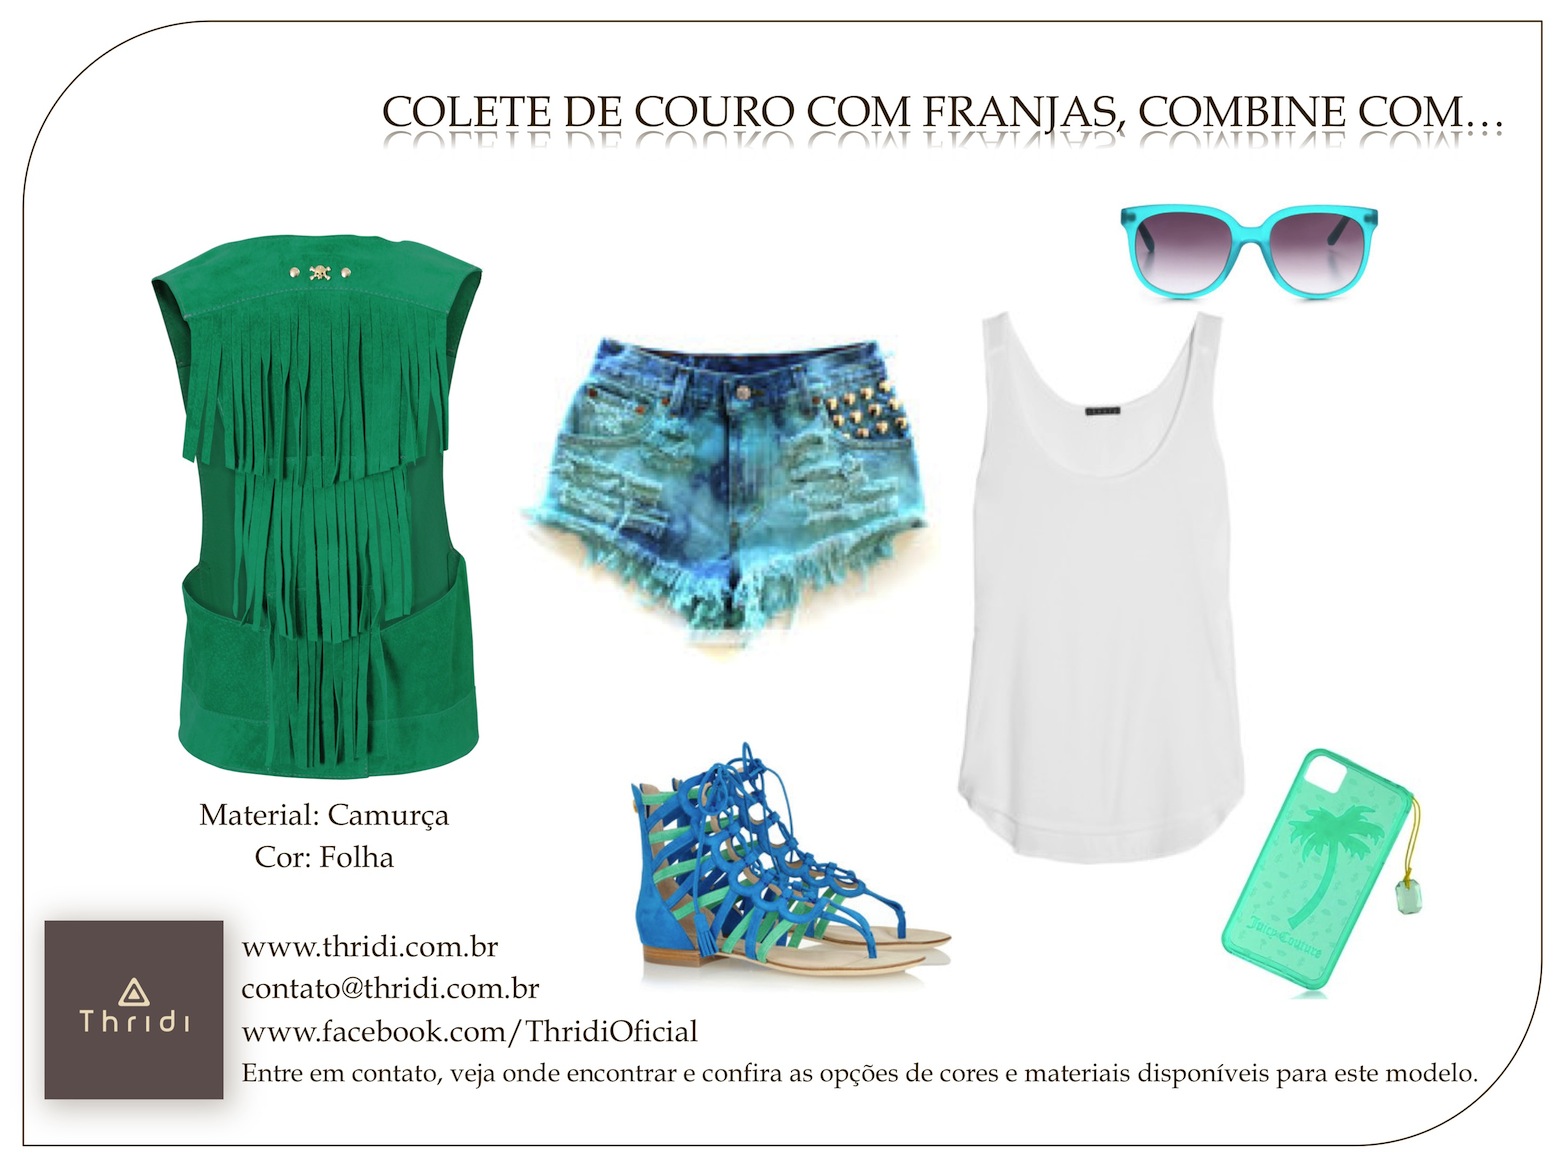 COLETE DE COURO COM FRANJAS, COMBINE COM...
Material: Camurça
Cor: Folha
Juicy Couture
Thridi
www.thridi.com.br
contato@thridi.com.br
www.facebook.com/ThridiOficial
Entre em contato, veja onde encontrar e confira as opções de cores e materiais disponíveis para este modelo.